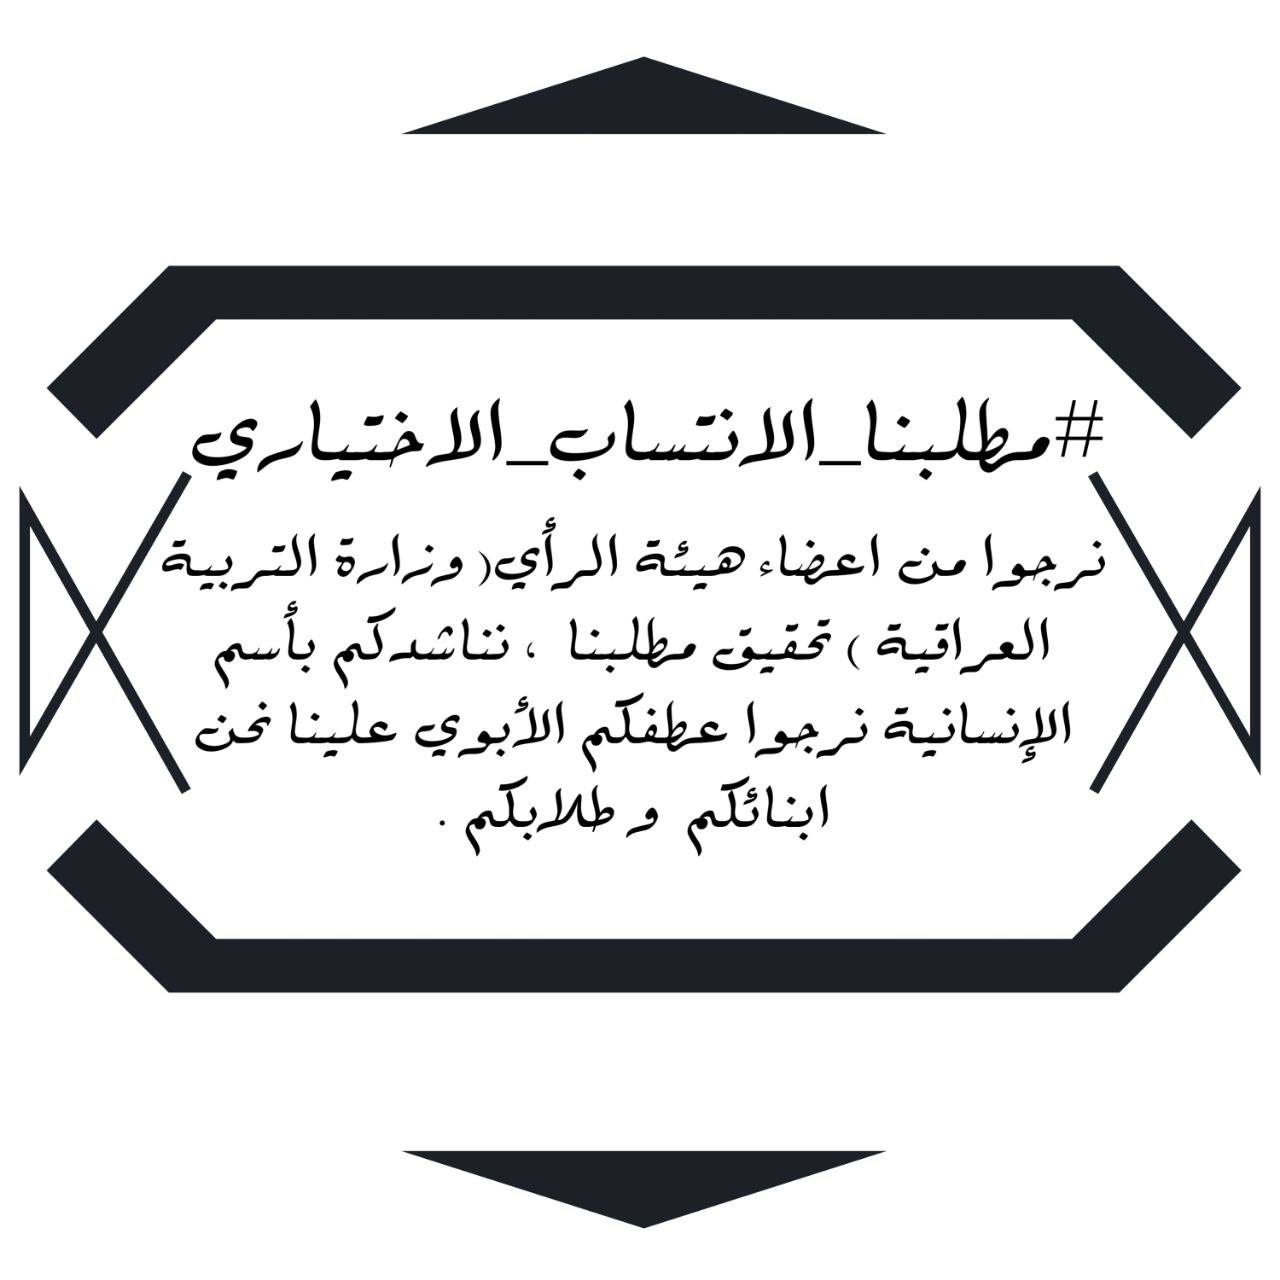 #مطلبنا_الانتساب_الاختياري
نرجوا من اعضاء هيئة الرأي( وزارة التربية
العراقية ) تحقيق مطلبنا ، نناشدكم بأسم
الإنسانية نرجوا عطفكم الأبوي علينا نحن
ابنائكم و طلابكم .